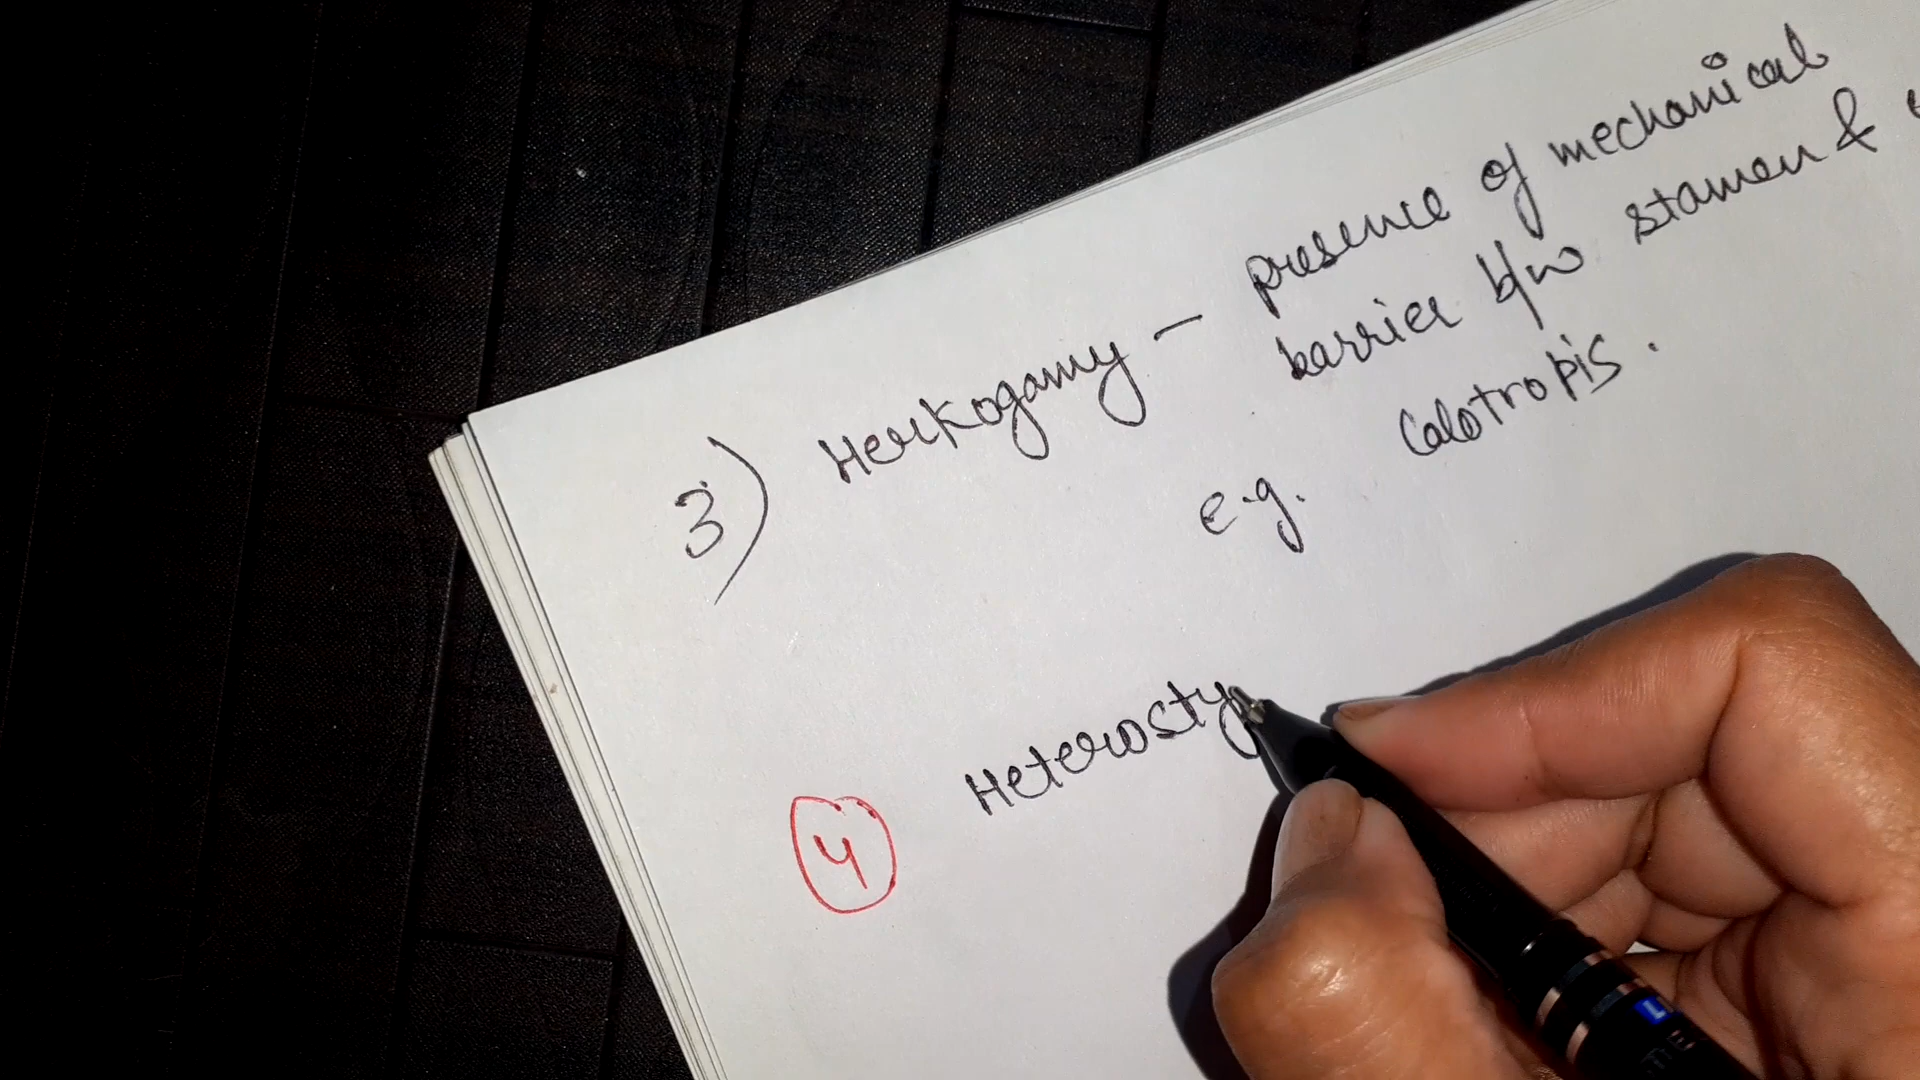 3) Herkogamy – presence of mechanical
barrier b/w stamen &
e.g. Calotropis.
4 Heterosty